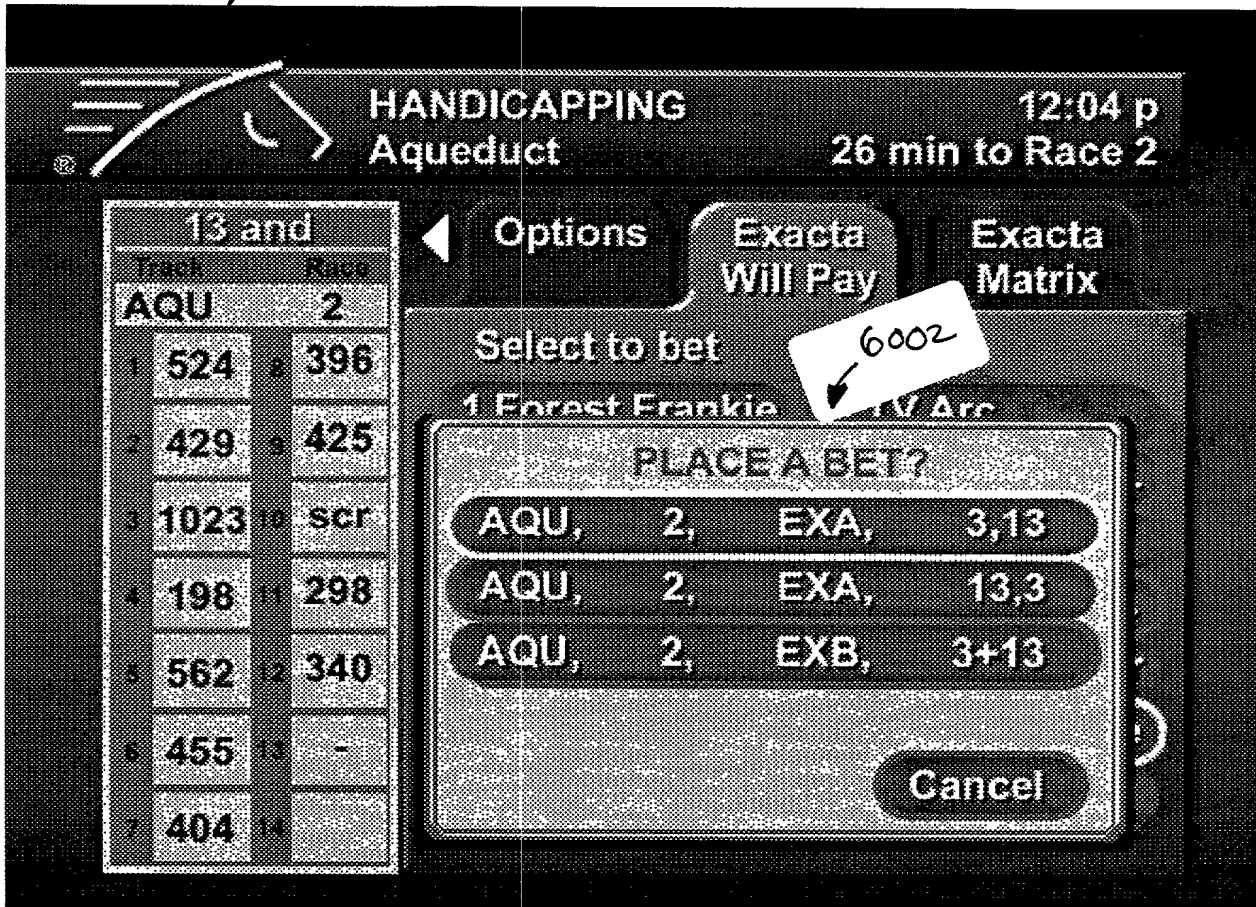 ®
HANDICAPPING 12:04 p
Aqueduct 26 min to Race 2
13 and
Track Race
AQU 2
1 524 8 396
2 429 9 425
3 1023 10 scr
4 198 11 298
5 562 12 340
6 455 13 -
7 404 14
Options
Exacta
Will Pay
Exacta
Matrix
Select to bet
6002
1 Forest Frankie
TV Arc
PLACE A BET?
AQU, 2, EXA, 3,13
AQU, 2, EXA, 13,3
AQU, 2, EXB, 3+13
Cancel